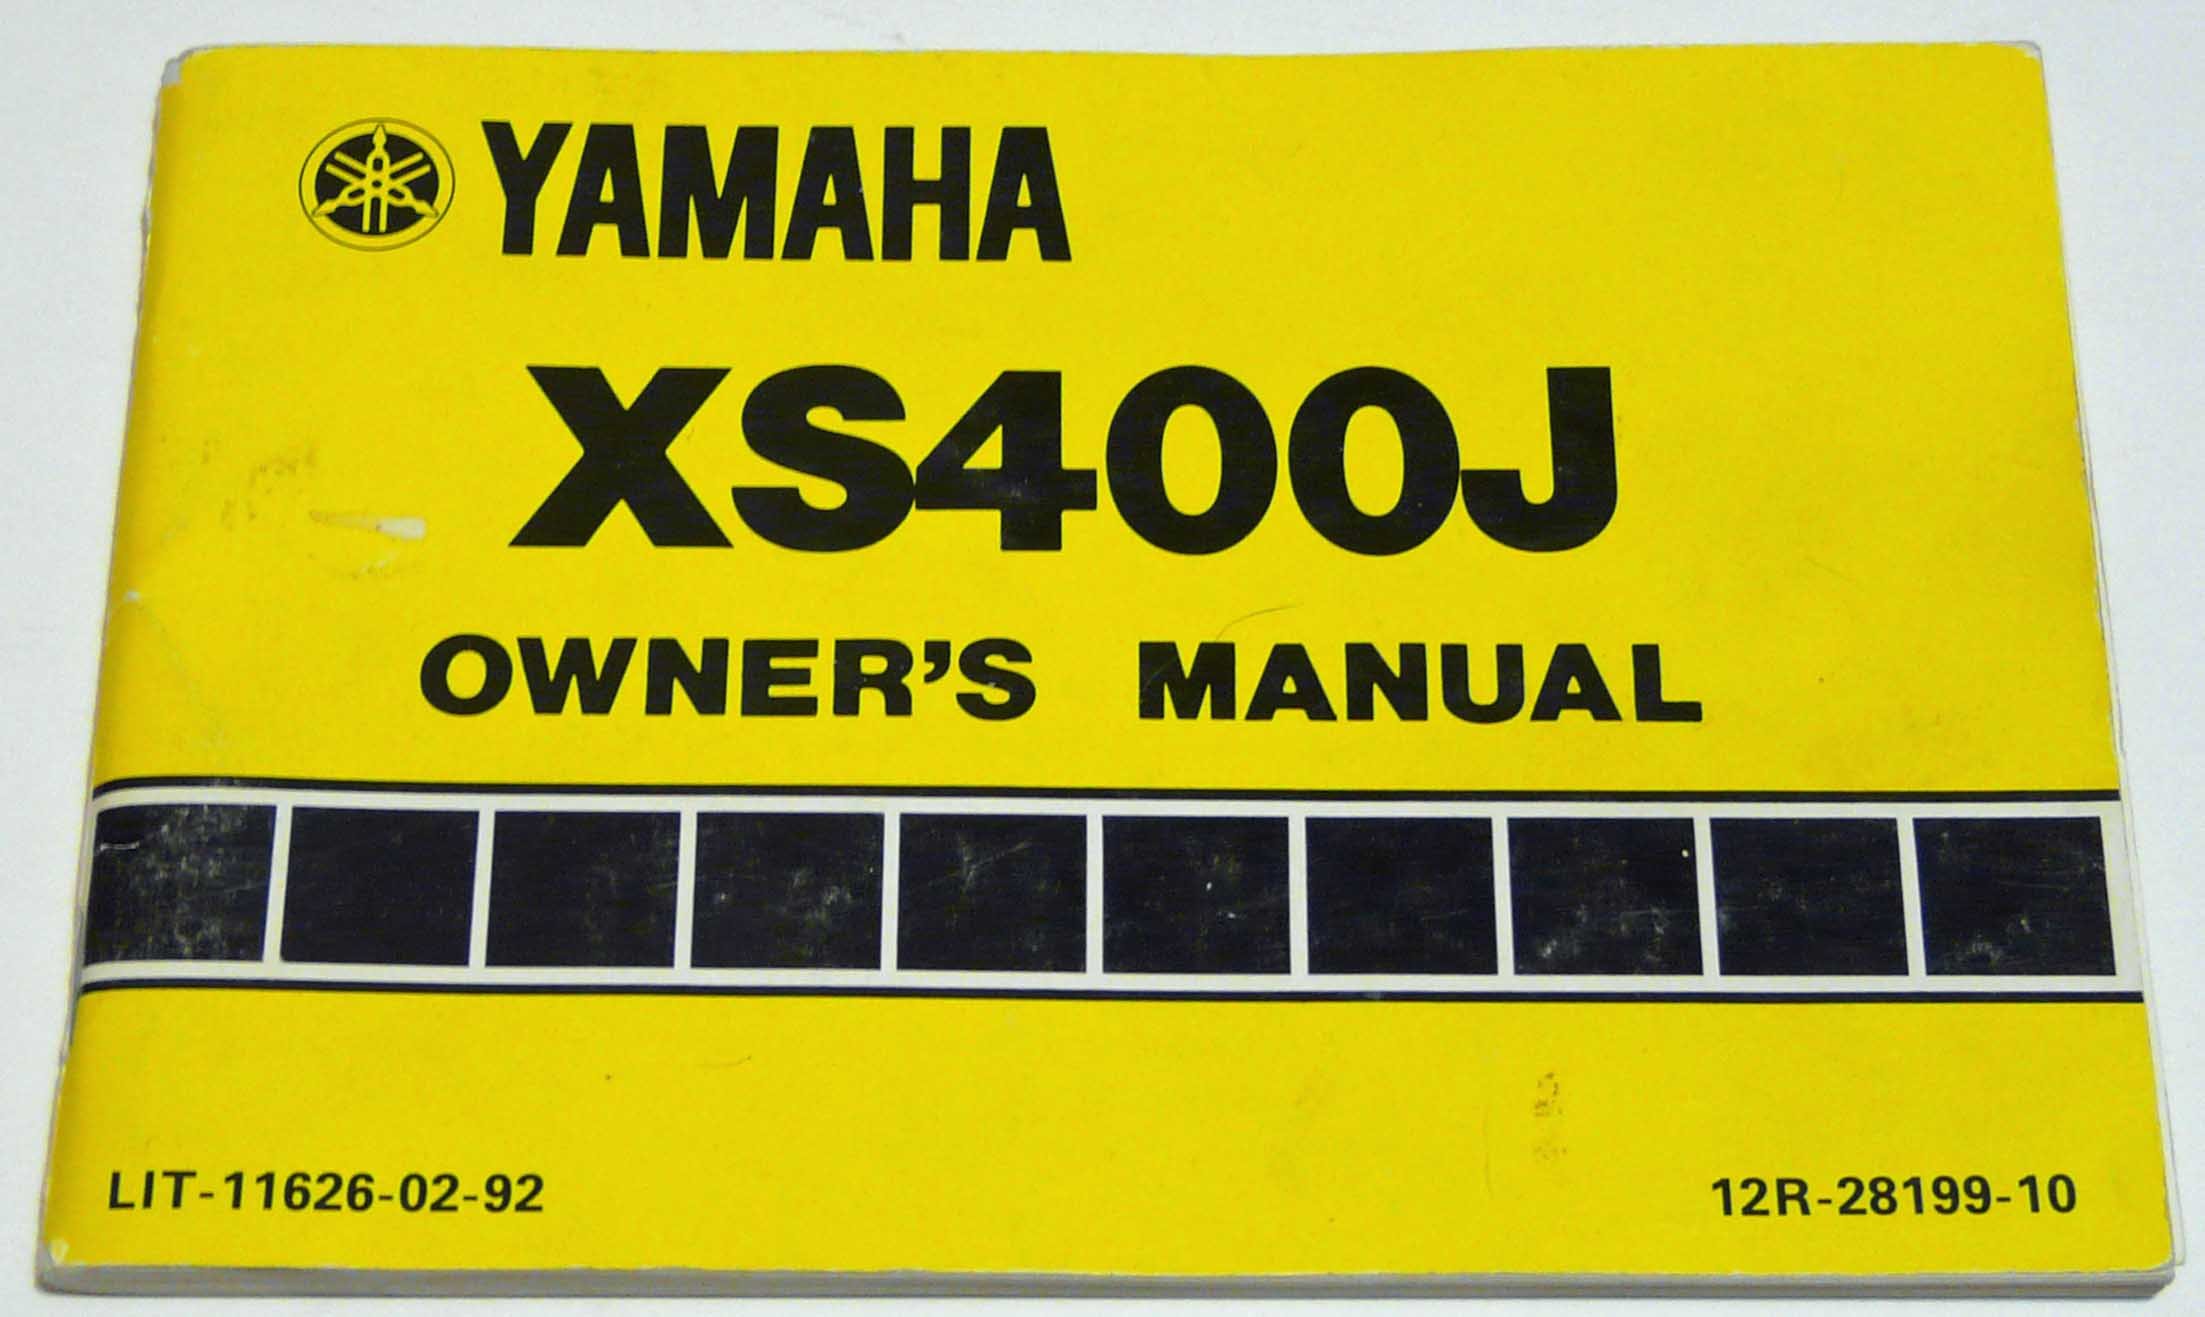 YAMAHA
XS400J
OWNER'S MANUAL
LIT-11626-02-92
12R-28199-10